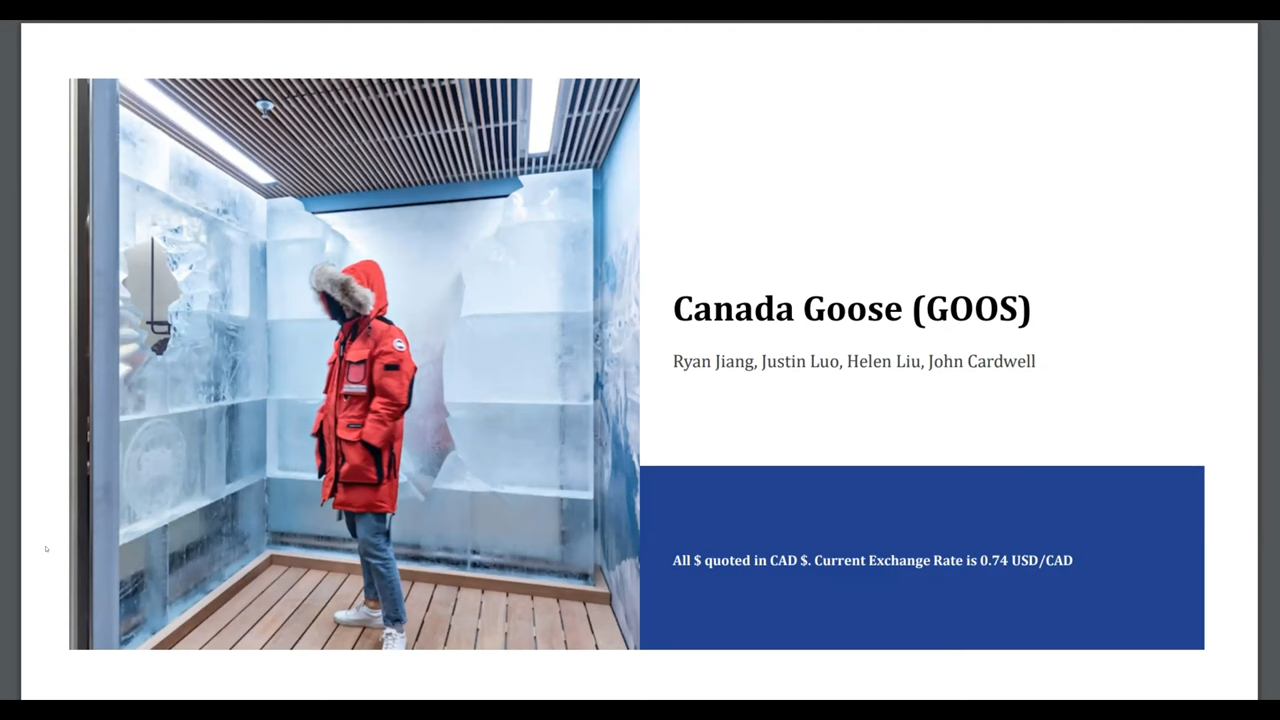 Canada Goose (GOOS)
Ryan Jiang, Justin Luo, Helen Liu, John Cardwell
All $ quoted in CAD $. Current Exchange Rate is 0.74 USD/CAD